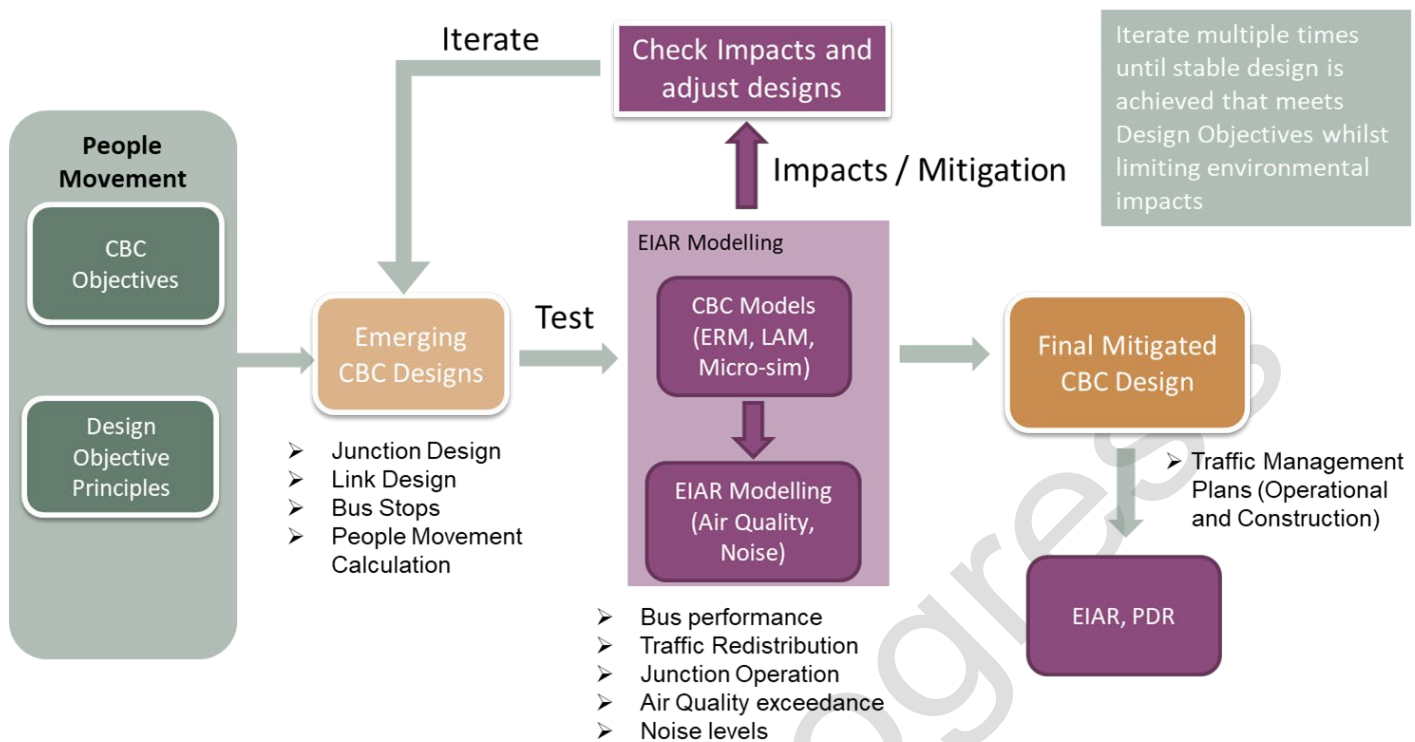 Iterate
Check Impacts and
adjust designs
Iterate multiple times
until stable design is
achieved that meets
Design Objectives whilst
limiting environmental
impacts
People
Movement
CBC
Objectives
Design
Objective
Principles
Impacts / Mitigation
Emerging
CBC Designs
Test
➢ Junction Design
➢ Link Design
➢ Bus Stops
➢ People Movement
Calculation
EIAR Modelling
CBC Models
(ERM, LAM,
Micro-sim)
EIAR Modelling
(Air Quality,
Noise)
➢ Bus performance
➢ Traffic Redistribution
➢ Junction Operation
➢ Air Quality exceedance
➢ Noise levels
Final Mitigated
CBC Design
➢ Traffic Management
Plans (Operational
and Construction)
EIAR, PDR
ogress